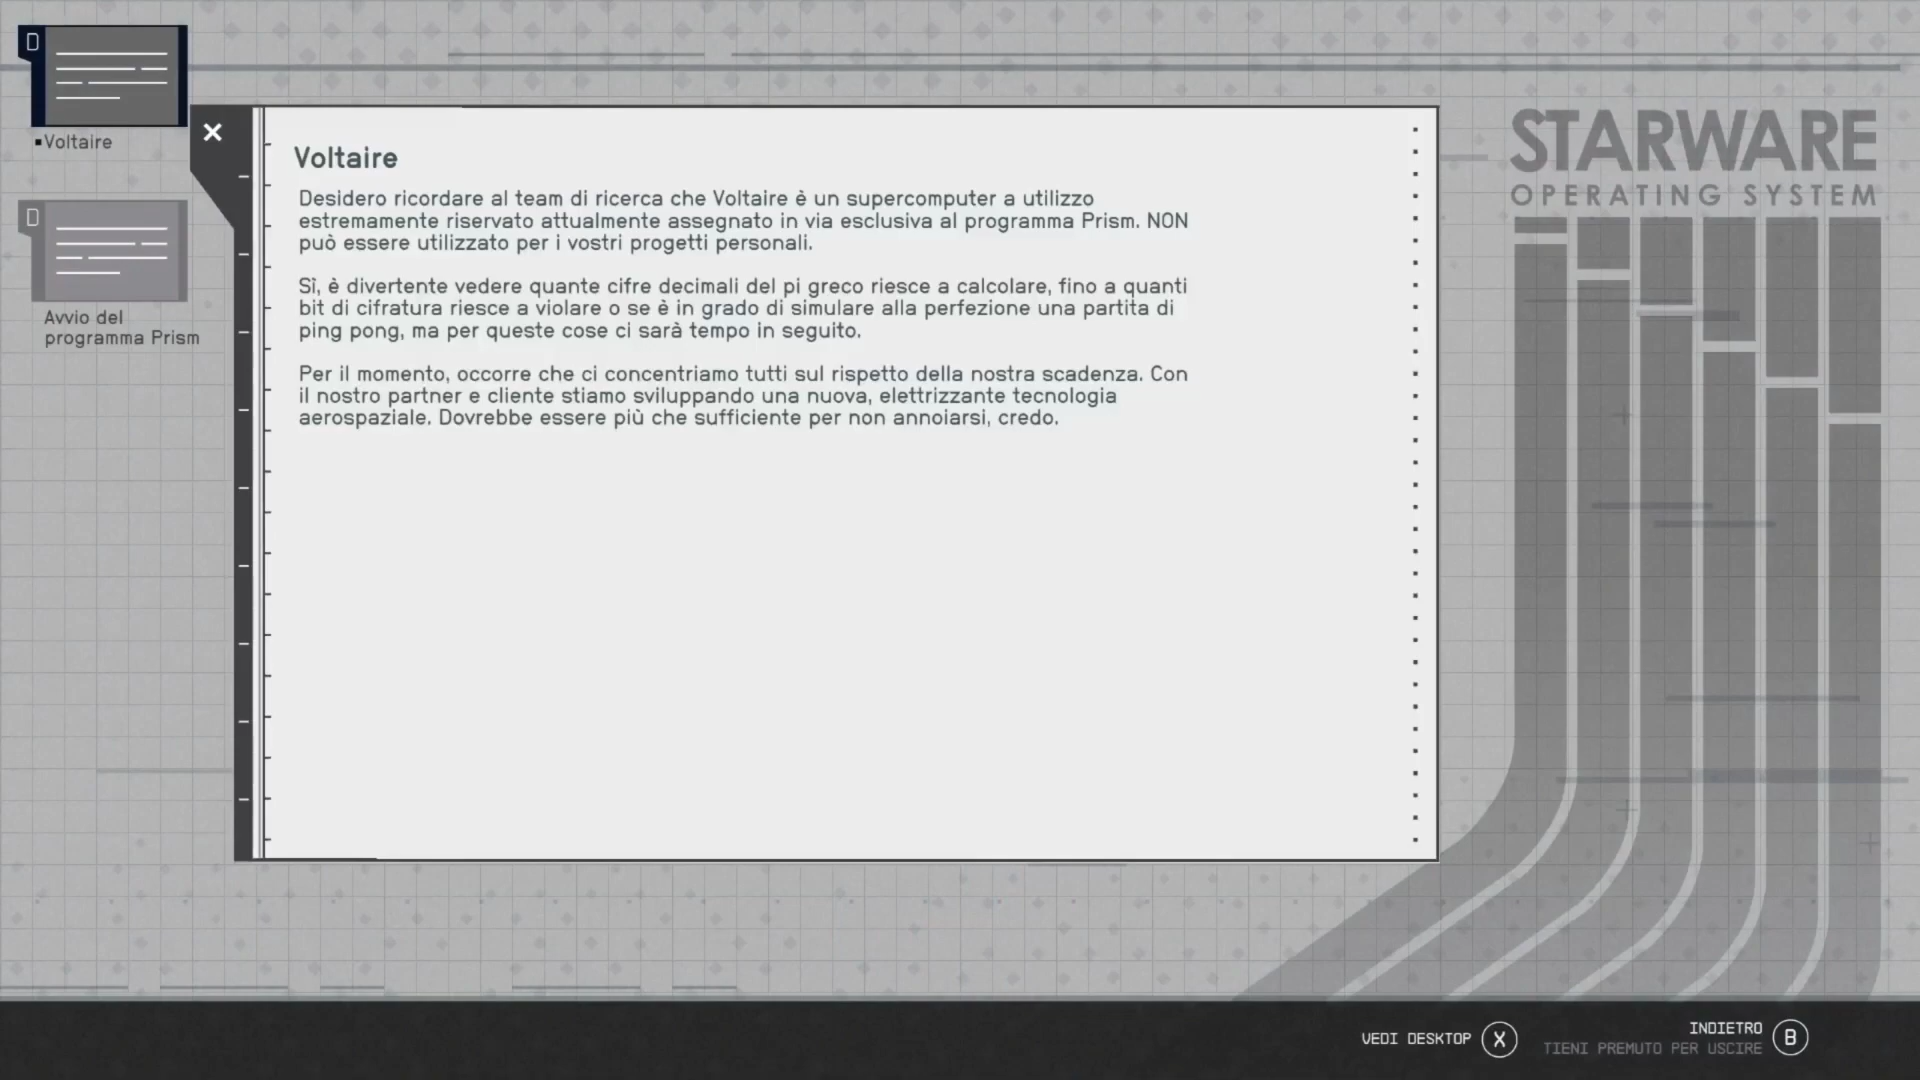 D
Voltaire
D
Avvio del
programma Prism
Voltaire
Desidero ricordare al team di ricerca che Voltaire è un supercomputer a utilizzo
estremamente riservato attualmente assegnato in via esclusiva al programma Prism. NON
può essere utilizzato per i vostri progetti personali.
Sì, è divertente vedere quante cifre decimali del pi greco riesce a calcolare, fino a quanti
bit di cifratura riesce a violare o se è in grado di simulare alla perfezione una partita di
ping pong, ma per queste cose ci sarà tempo in seguito.
Per il momento, occorre che ci concentriamo tutti sul rispetto della nostra scadenza. Con
il nostro partner e cliente stiamo sviluppando una nuova, elettrizzante tecnologia
aerospaziale. Dovrebbe essere più che sufficiente per non annoiarsi, credo.
STARWARE
OPERATING SYSTEM
VEDI DESKTOP X
INDIETRO B
TIENI PREMUTO PER USCIRE